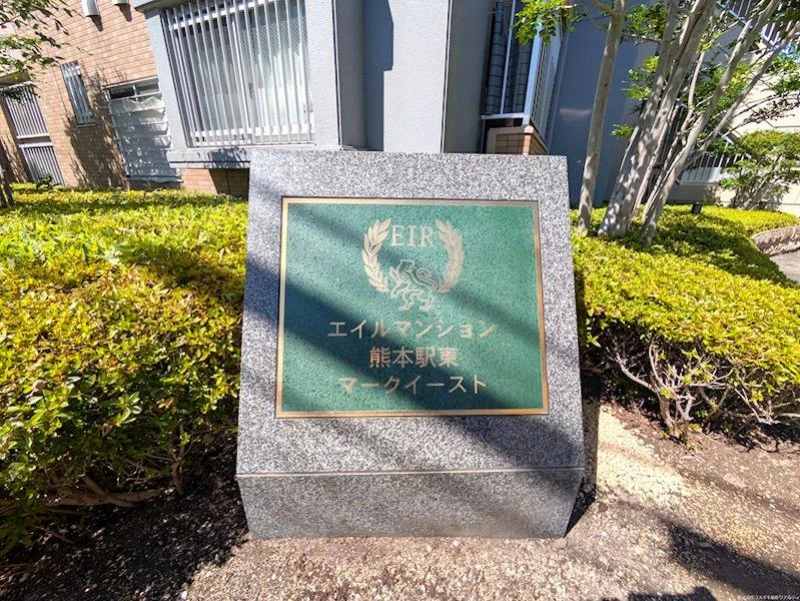 EIR
エイルマンション
熊本駅東
マークイースト